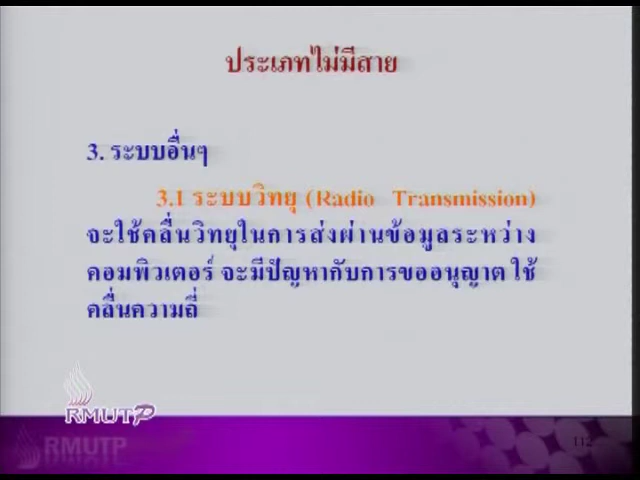 ประเภทไม่มีสาย
3. ระบบอื่นๆ
3.1 ระบบวิทยุ (Radio Transmission)
จะใช้คลื่นวิทยุในการส่งผ่านข้อมูลระหว่าง
คอมพิวเตอร์ จะมีปัญหากับการขออนุญาตใช้
คลื่นความถี่
RMUTP
RMUTP
112